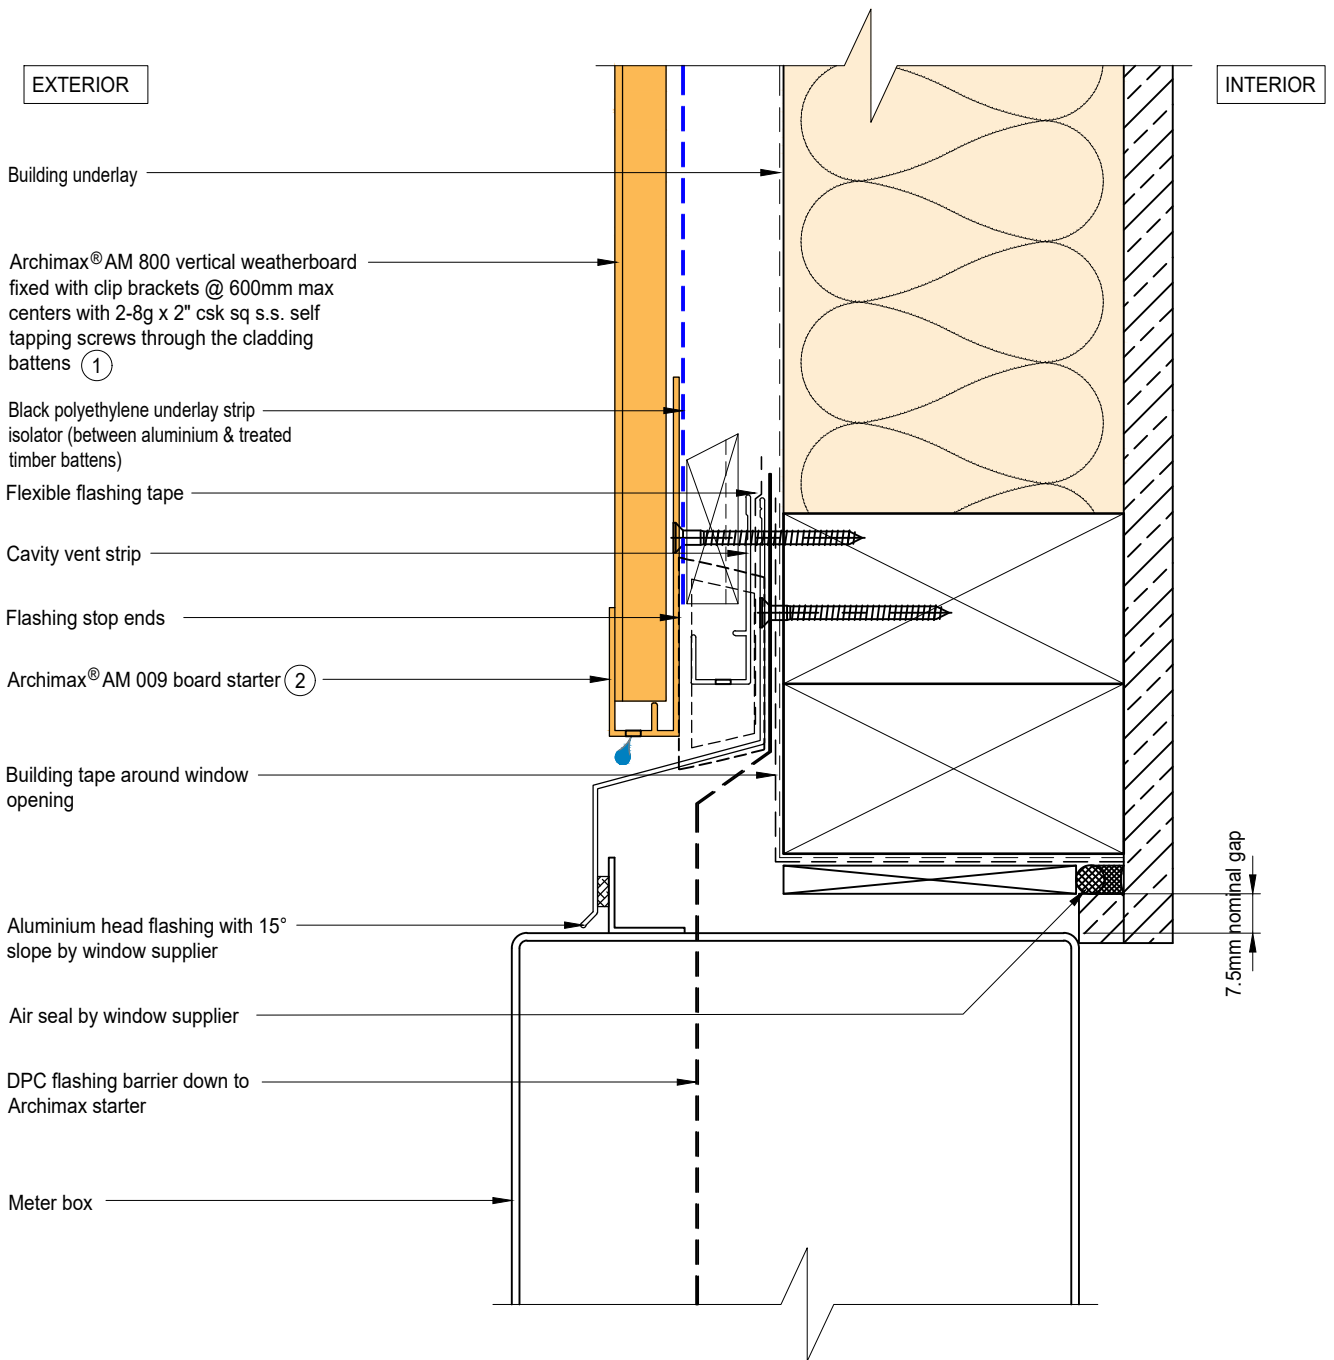 EXTERIOR
INTERIOR
Building underlay
Archimax® AM 800 vertical weatherboard
fixed with clip brackets @ 600mm max
centers with 2-8g x 2" csk sq s.s. self
tapping screws through the cladding
battens 1
Black polyethylene underlay strip
isolator (between aluminium & treated
timber battens)
Flexible flashing tape
Cavity vent strip
Flashing stop ends
Archimax® AM 009 board starter 2
Building tape around window
opening
7.5mm nominal gap
Aluminium head flashing with 15°
slope by window supplier
Air seal by window supplier
DPC flashing barrier down to
Archimax starter
Meter box